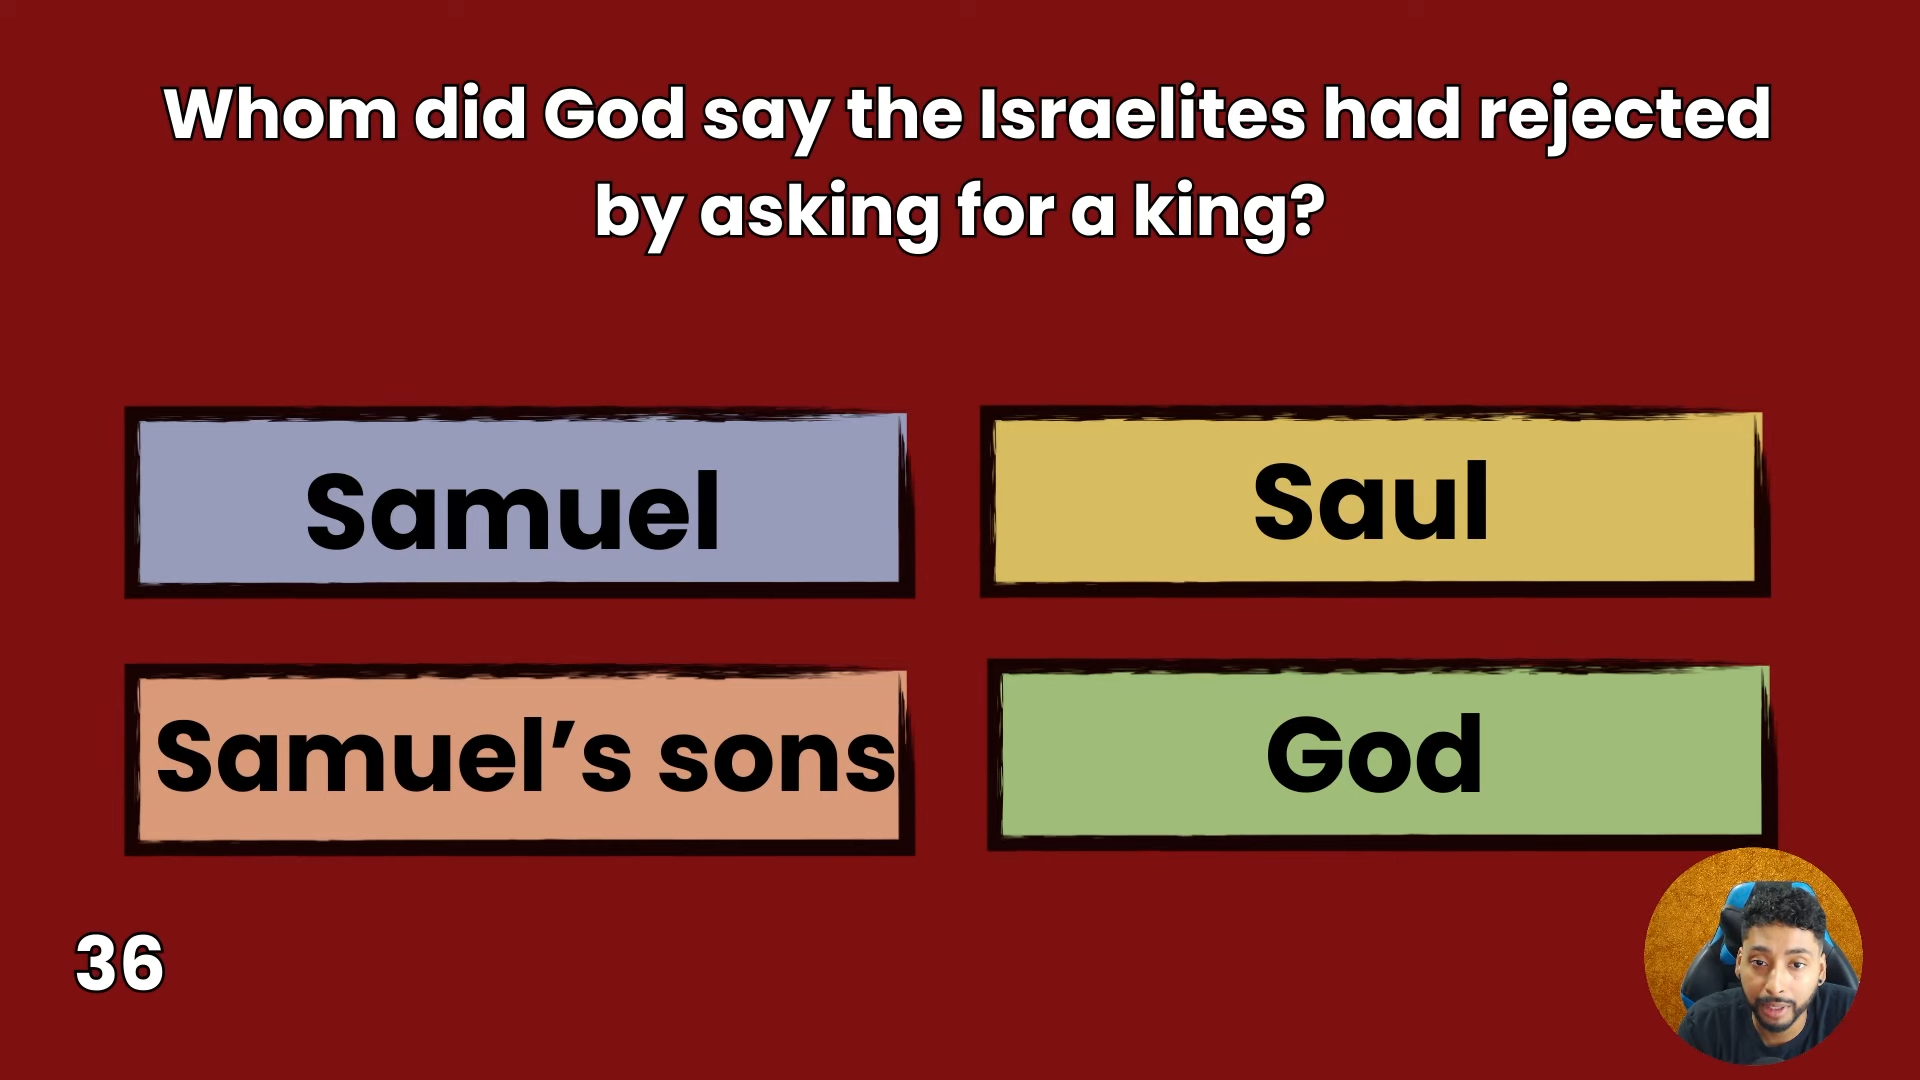 Whom did God say the Israelites had rejected
by asking for a king?
Samuel
Saul
Samuel’s sons
God
36